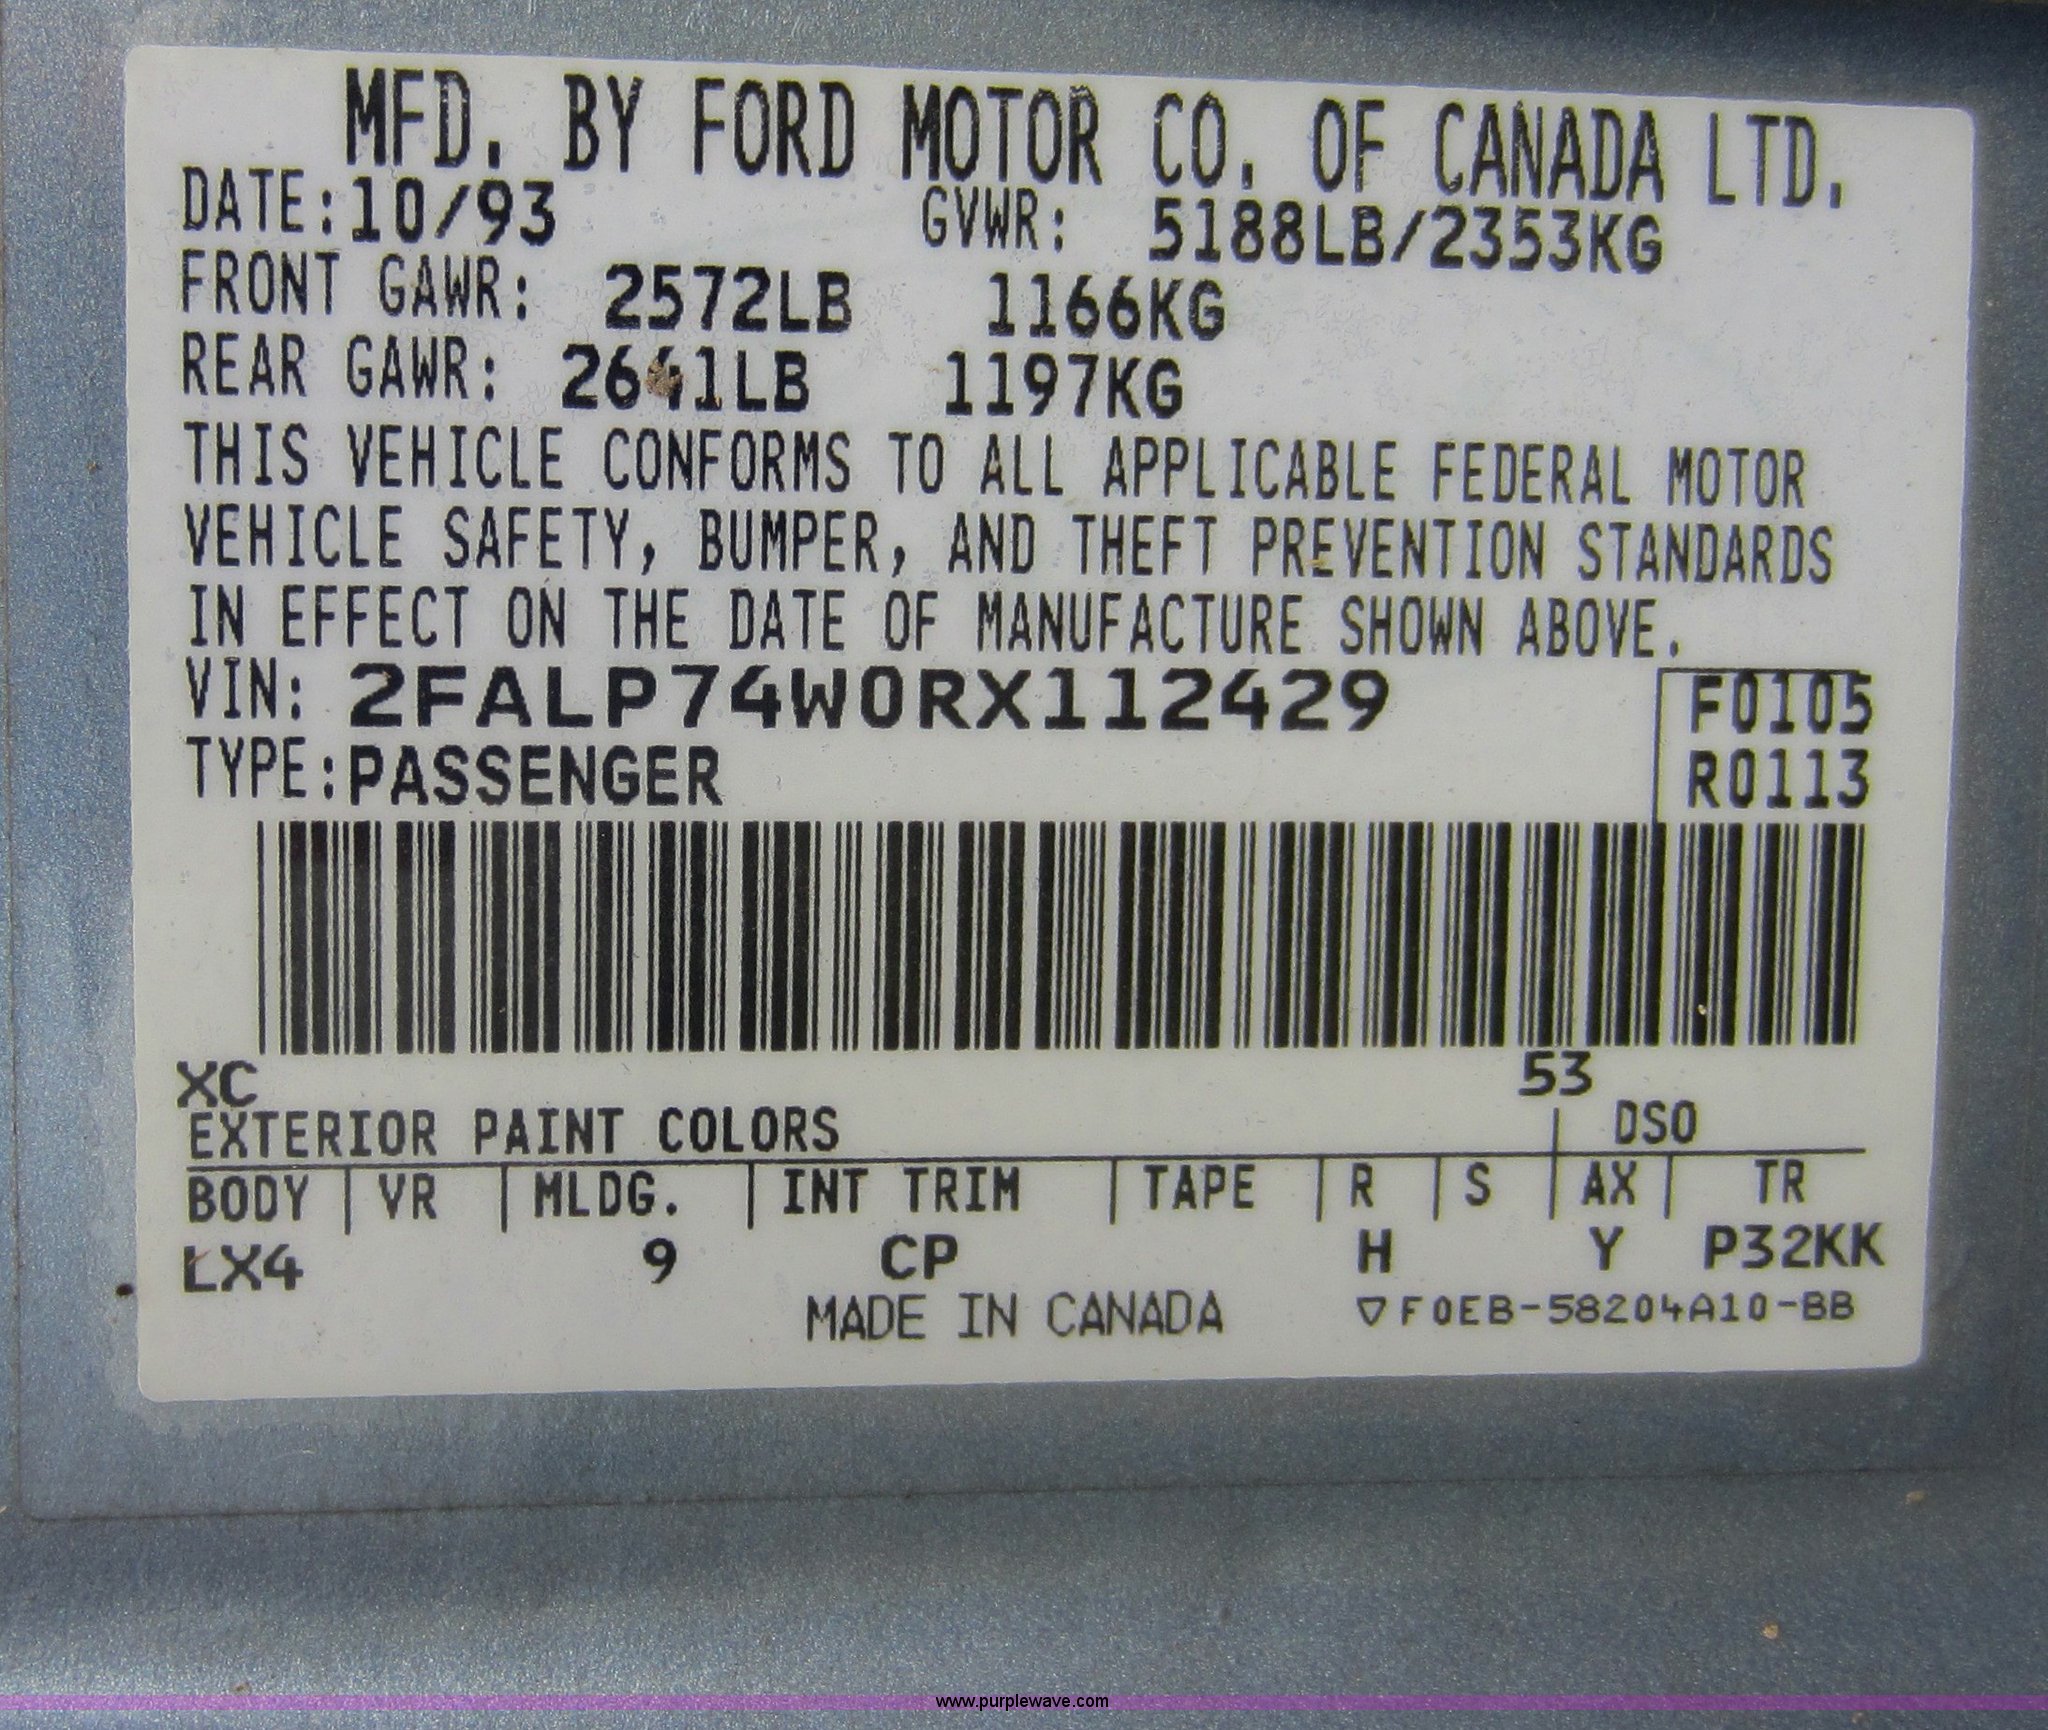 MFD. BY FORD MOTOR CO. OF CANADA LTD.
DATE:10/93 GVWR: 5188LB/2353KG
FRONT GAWR: 2572LB 1166KG
REAR GAWR: 2641LB 1197KG
THIS VEHICLE CONFORMS TO ALL APPLICABLE FEDERAL MOTOR
VEHICLE SAFETY, BUMPER, AND THEFT PREVENTION STANDARDS
IN EFFECT ON THE DATE OF MANUFACTURE SHOWN ABOVE.
VIN: 2FALP74W0RX112429 F0105
TYPE:PASSENGER R0113
XC 53
EXTERIOR PAINT COLORS DSO
BODY VR MLDG. INT TRIM TAPE R S AX TR
LX4 9 CP H Y P32KK
MADE IN CANADA ▽F0EB-58204A10-BB
www.purplewave.com